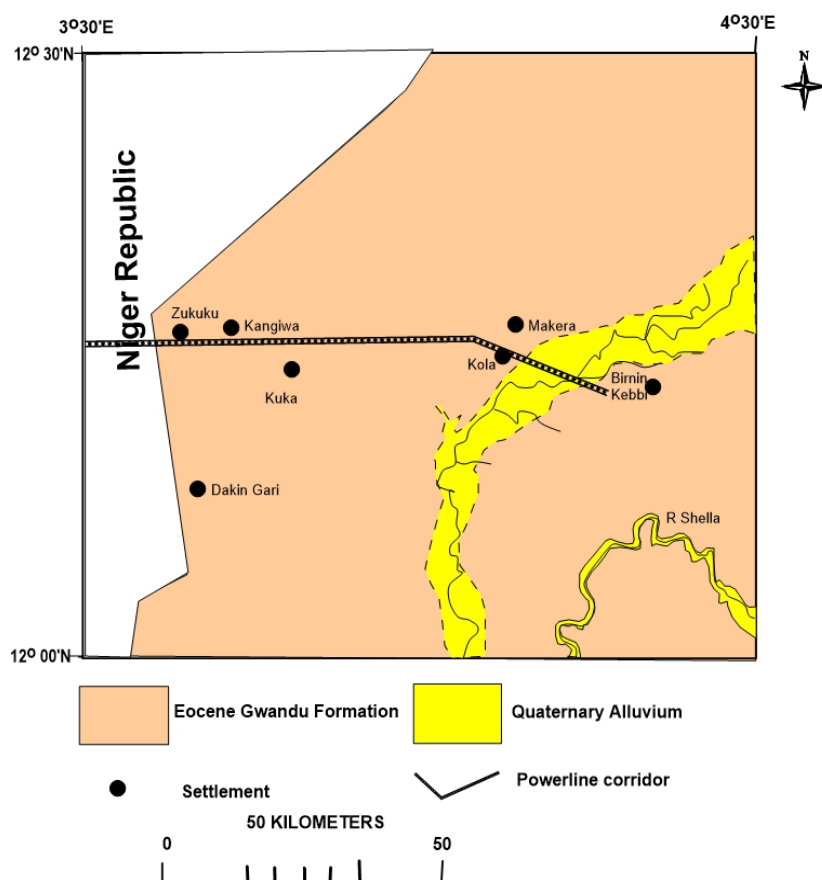 3º30'E
4º30'E
12º 30'N
N
Niger Republic
Zukuku
Kangiwa
Makera
Kola
Birnin
Kebbi
Kuka
Dakin Gari
R Shella
12º 00'N
Eocene Gwandu Formation
Quaternary Alluvium
Settlement
Powerline corridor
50 KILOMETERS
0
50